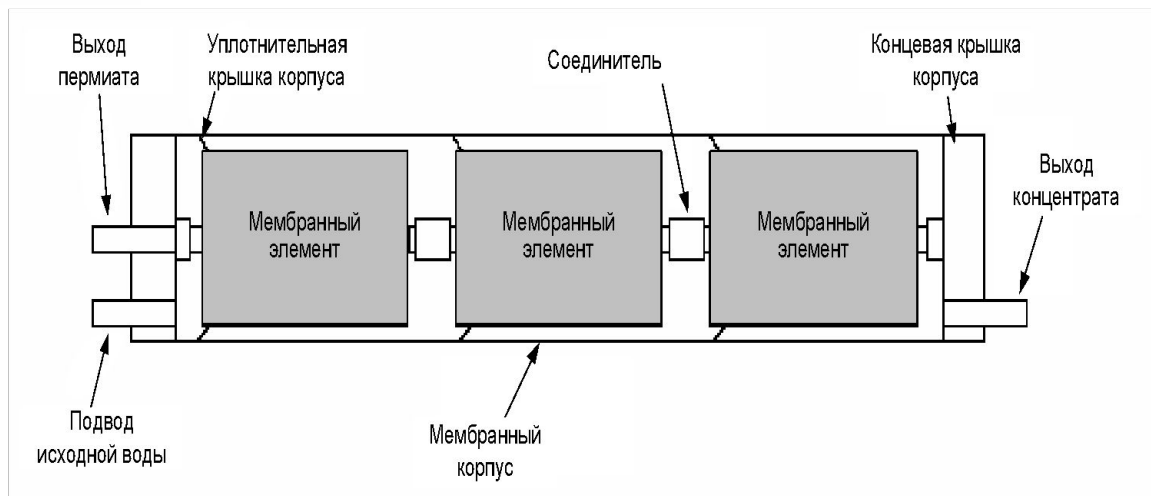 Выход
пермиата
Уплотнительная
крышка корпуса
Соединитель
Концевая крышка
корпуса
Выход
концентрата
Мембранный
элемент
Мембранный
элемент
Мембранный
элемент
Подвод
исходной воды
Мембранный
корпус